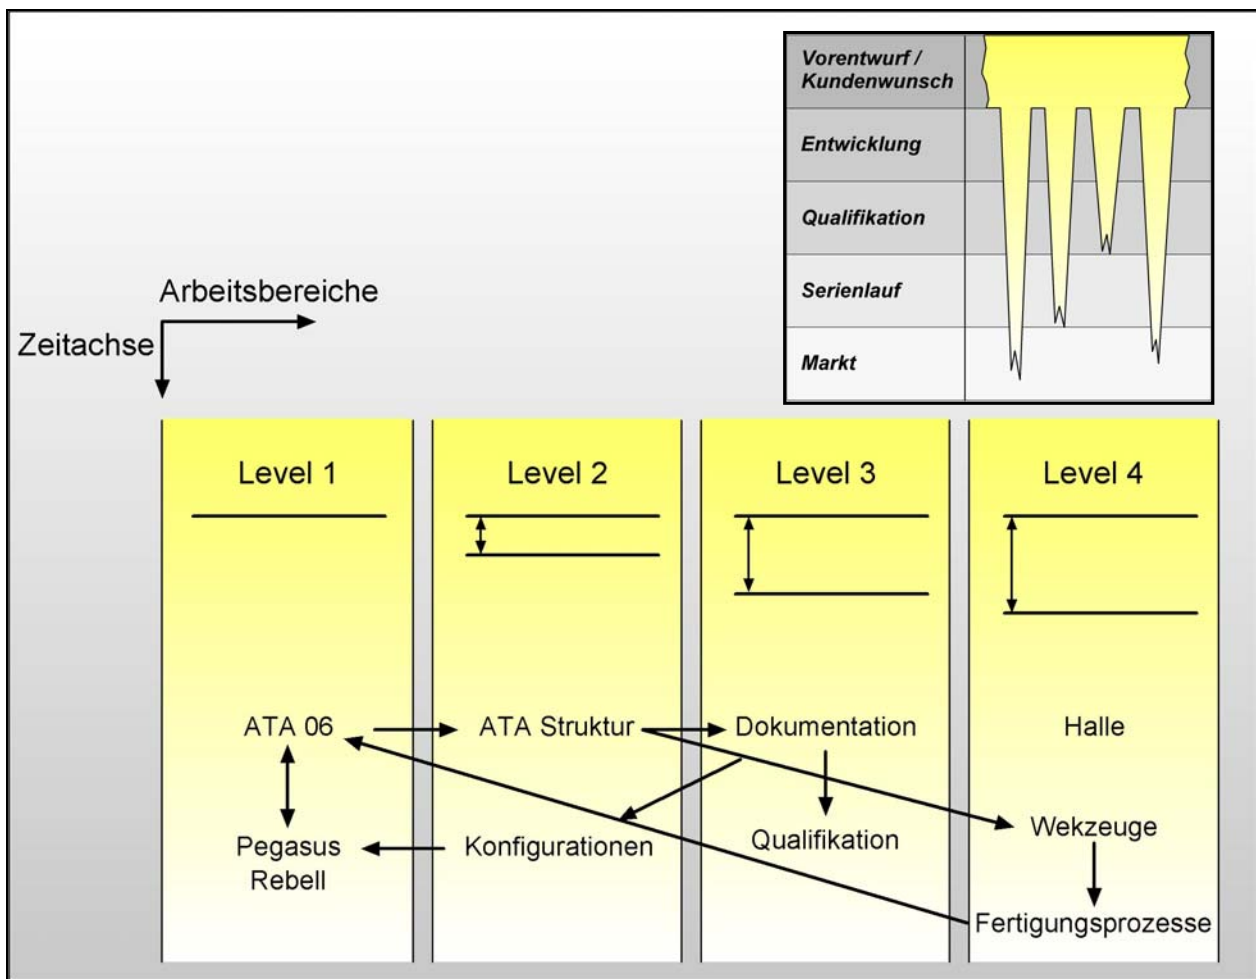 Vorentwurf /
Kundenwunsch
Entwicklung
Qualifikation
Serienlauf
Markt
Arbeitsbereiche
Zeitachse
Level 1
Level 2
Level 3
Level 4
ATA 06
ATA Struktur
Dokumentation
Halle
Pegasus
Rebell
Konfigurationen
Qualifikation
Wekzeuge
Fertigungsprozesse